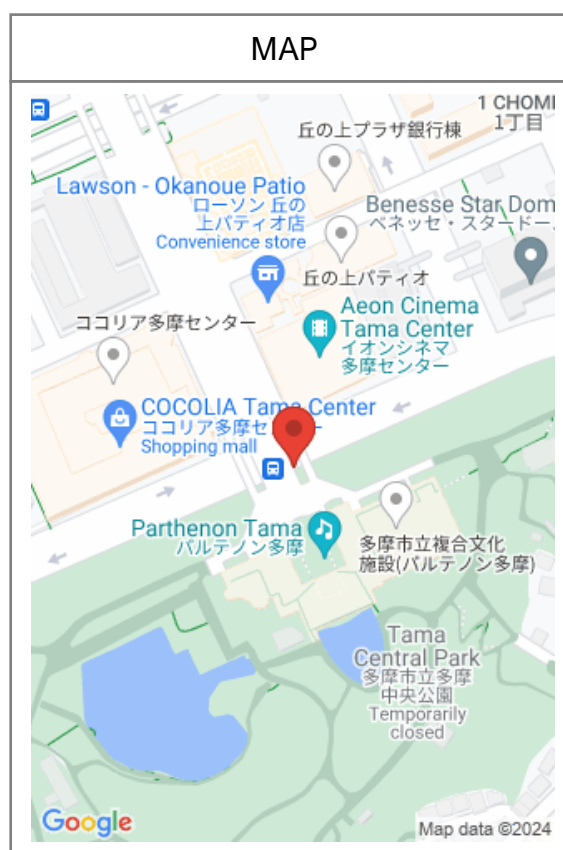 MAP
1 CHOM
1丁目
丘の上プラザ銀行棟
Lawson - Okanoue Patio
ローソン 丘の
上パティオ店
Convenience store
Benesse Star Dom
ベネッセ・スタードー
丘の上パティオ
Aeon Cinema
Tama Center
イオンシネマ
多摩センター
ココリア多摩センター
COCOLIA Tama Center
ココリア多摩セ
Shopping mall
Parthenon Tama
パルテノン多摩
多摩市立複合文化
施設(パルテノン多摩)
Tama
Central Park
多摩市立多摩
中央公園
Temporarily
closed
Google
Map data ©2024